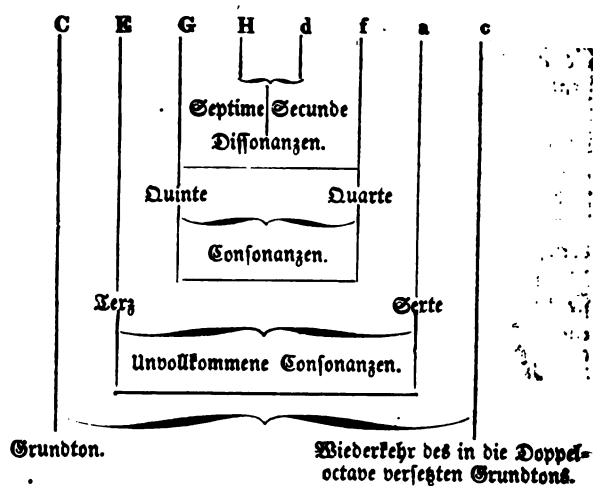 C E G H d f a c
Septime Secunde
Dissonanzen.
Quinte Quarte
Consonanzen.
Terz Sexte
Unvollkommene Consonanzen.
Grundton. Wiederkehr des in die Doppel=
octave versetzten Grundtons.